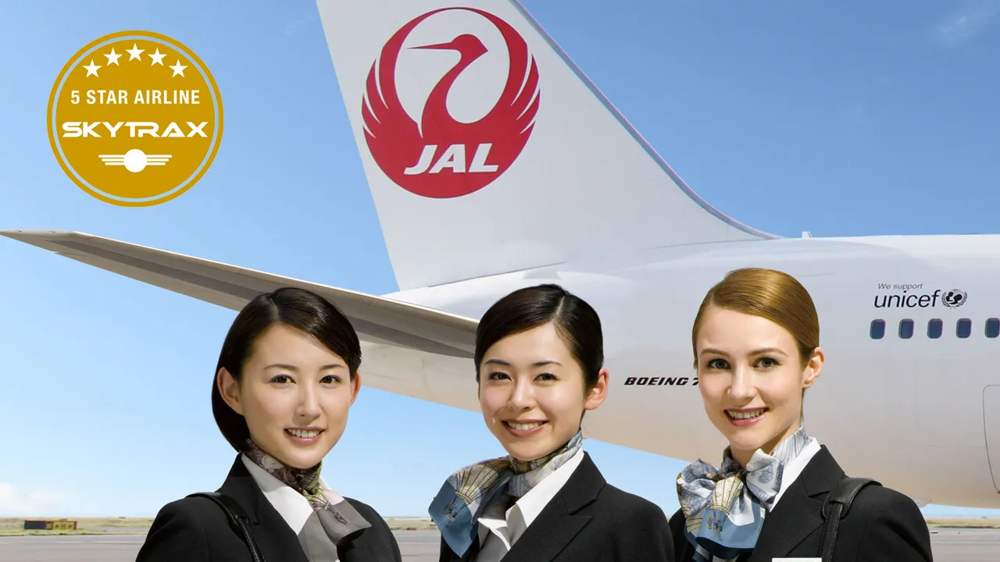 5 STAR AIRLINE
SKYTRAX
JAL
We support
unicef
BOEING 7